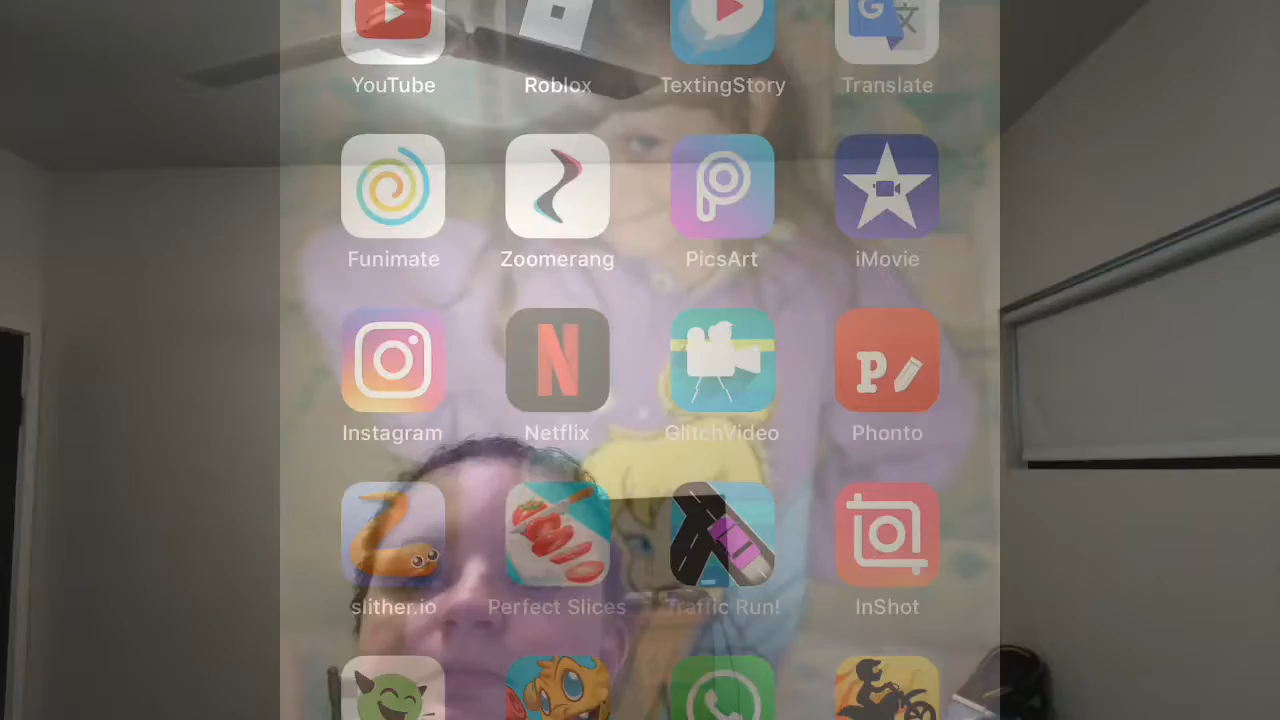 YouTube Roblox TextingStory Translate
Funimate Zoomerang PicsArt iMovie
Instagram Netflix GlitchVideo Phonto
slither.io Perfect Slices Traffic Run! InShot